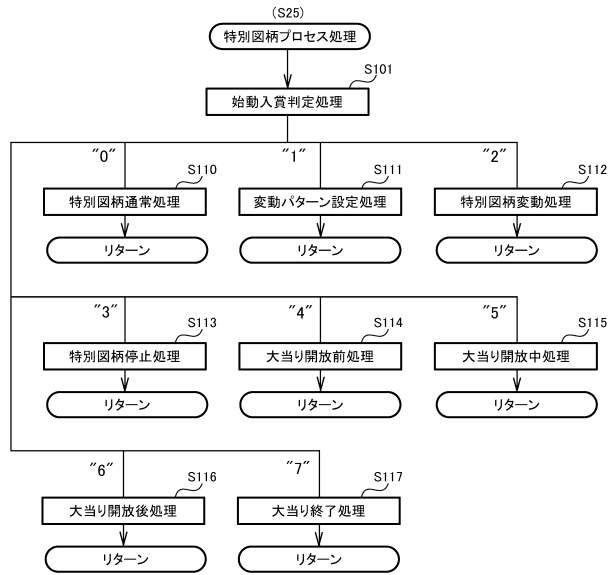 (S25)
特別図柄プロセス処理
S101
始動入賞判定処理
"0"
"1"
"2"
S110
S111
S112
特別図柄通常処理
変動パターン設定処理
特別図柄変動処理
リターン
リターン
リターン
"3"
"4"
"5"
S113
S114
S115
特別図柄停止処理
大当り開放前処理
大当り開放中処理
リターン
リターン
リターン
"6"
"7"
S116
S117
大当り開放後処理
大当り終了処理
リターン
リターン